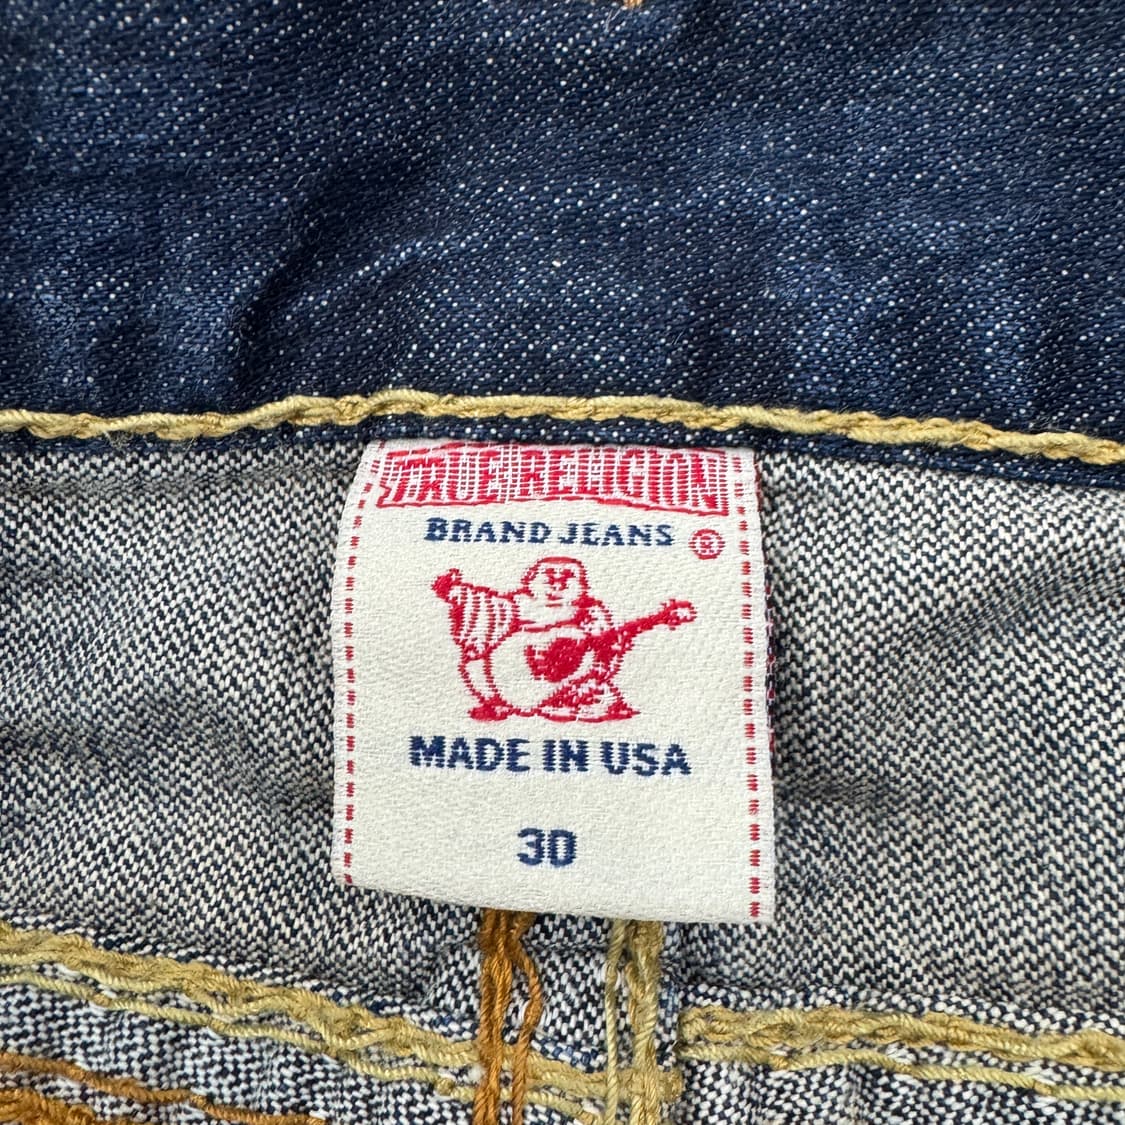 TRUE RELIGION
BRAND JEANS ®
MADE IN USA
30